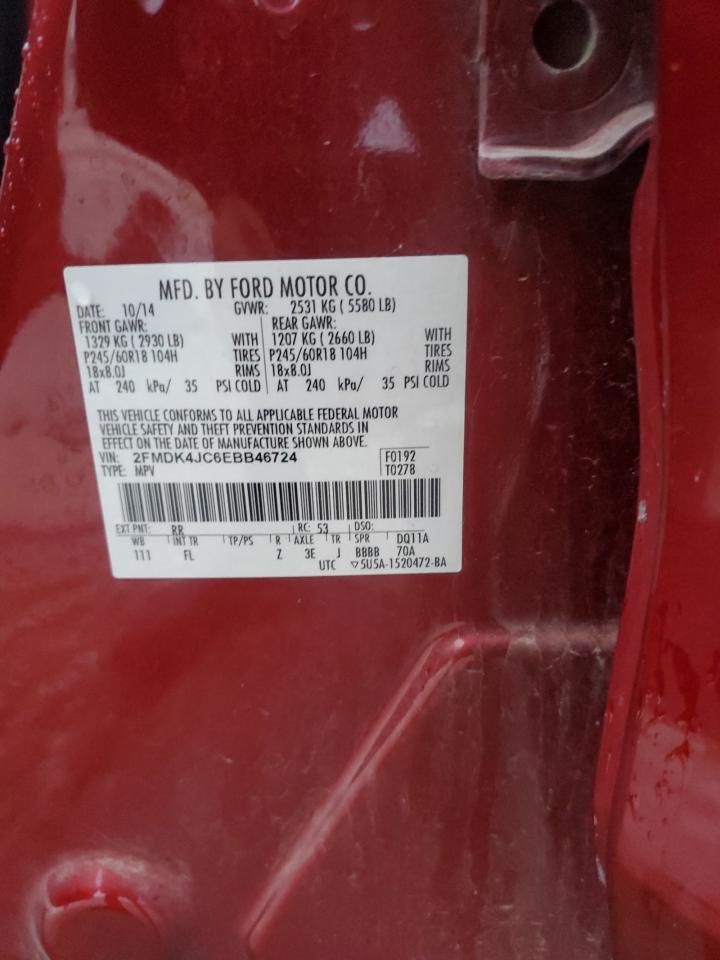 MFD. BY FORD MOTOR CO.
DATE: 10/14 GVWR: 2531 KG ( 5580 LB)
FRONT GAWR: REAR GAWR:
1329 KG ( 2930 LB) WITH 1207 KG ( 2660 LB) WITH
P245/60R18 104H TIRES P245/60R18 104H TIRES
18x8.0J RIMS 18x8.0J RIMS
AT 240 kPa/ 35 PSI COLD AT 240 kPa/ 35 PSI COLD
THIS VEHICLE CONFORMS TO ALL APPLICABLE FEDERAL MOTOR
VEHICLE SAFETY AND THEFT PREVENTION STANDARDS IN
EFFECT ON THE DATE OF MANUFACTURE SHOWN ABOVE.
VIN: 2FMDK4JC6EBB46724 F0192
TYPE: MPV T0278
EXT PNT: RR RC: 53 DSO:
WB INT TR TP/PS R AXLE TR SPR DQ11A
111 FL Z 3E J BBBB 70A
UTC ▽5U5A-1520472-BA